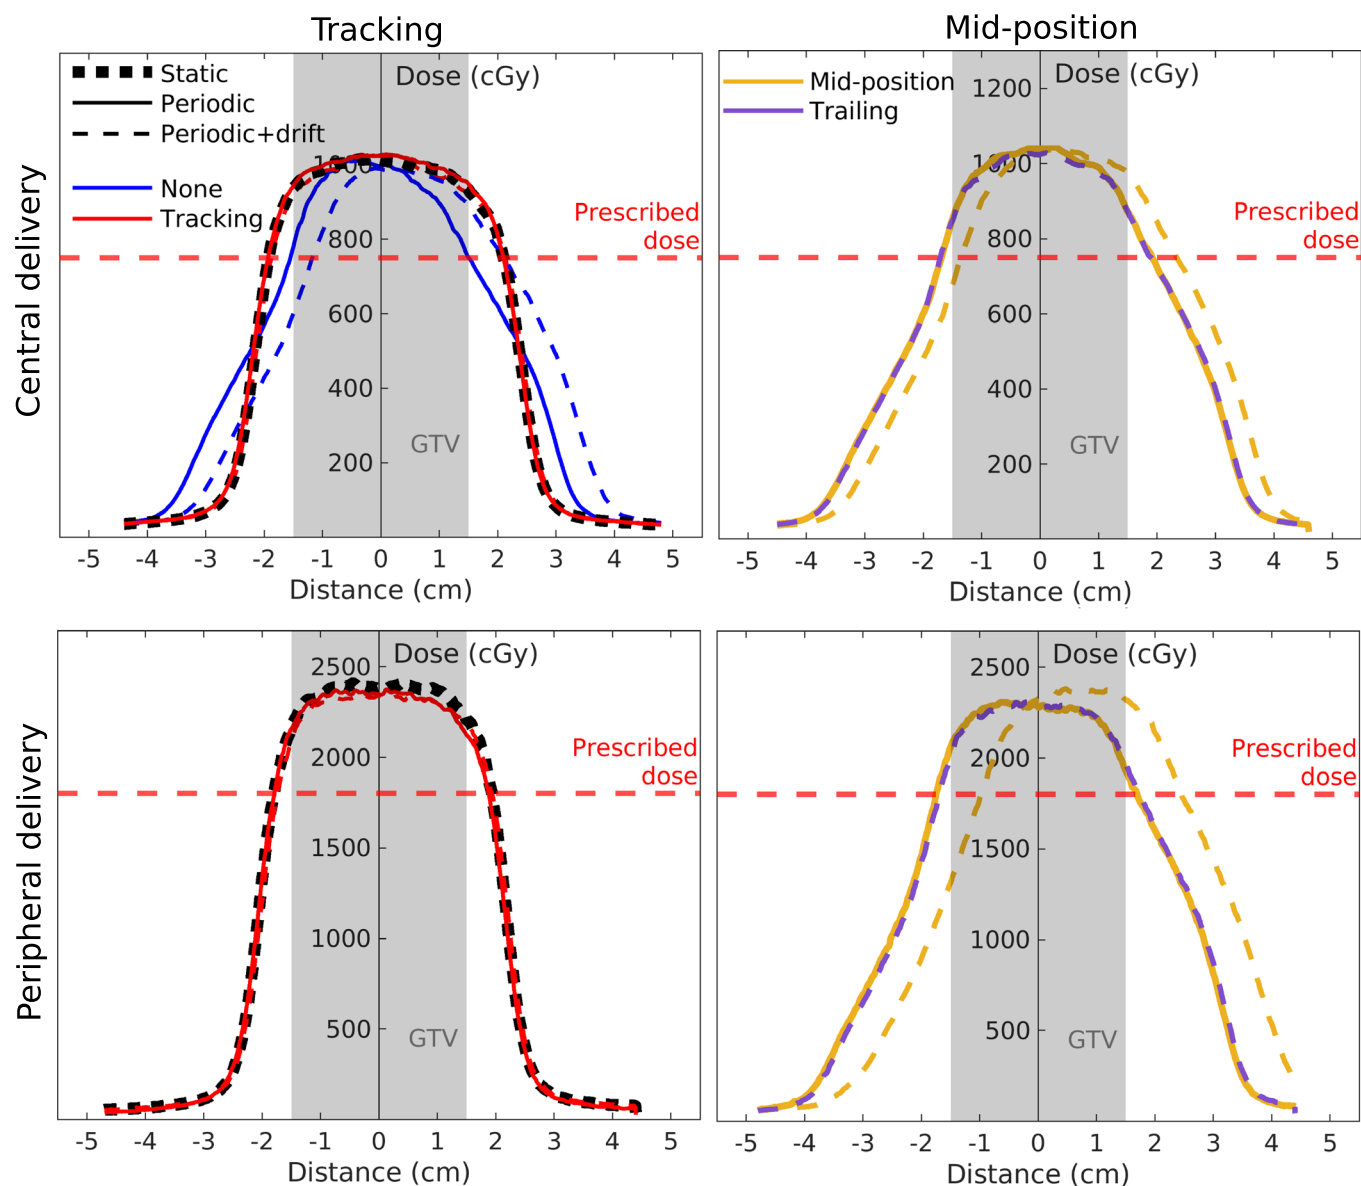 Tracking
Mid-position
Central delivery
Dose (cGy)
Static
Periodic
Periodic+drift
None
Tracking
1000
800
600
400
200
Prescribed
dose
GTV
-5 -4 -3 -2 -1 0 1 2 3 4 5
Distance (cm)
Dose (cGy)
Mid-position
Trailing
1200
1000
800
600
400
200
Prescribed
dose
GTV
-5 -4 -3 -2 -1 0 1 2 3 4 5
Distance (cm)
Peripheral delivery
Dose (cGy)
2500
2000
1500
1000
500
Prescribed
dose
GTV
-5 -4 -3 -2 -1 0 1 2 3 4 5
Distance (cm)
Dose (cGy)
2500
2000
1500
1000
500
Prescribed
dose
GTV
-5 -4 -3 -2 -1 0 1 2 3 4 5
Distance (cm)